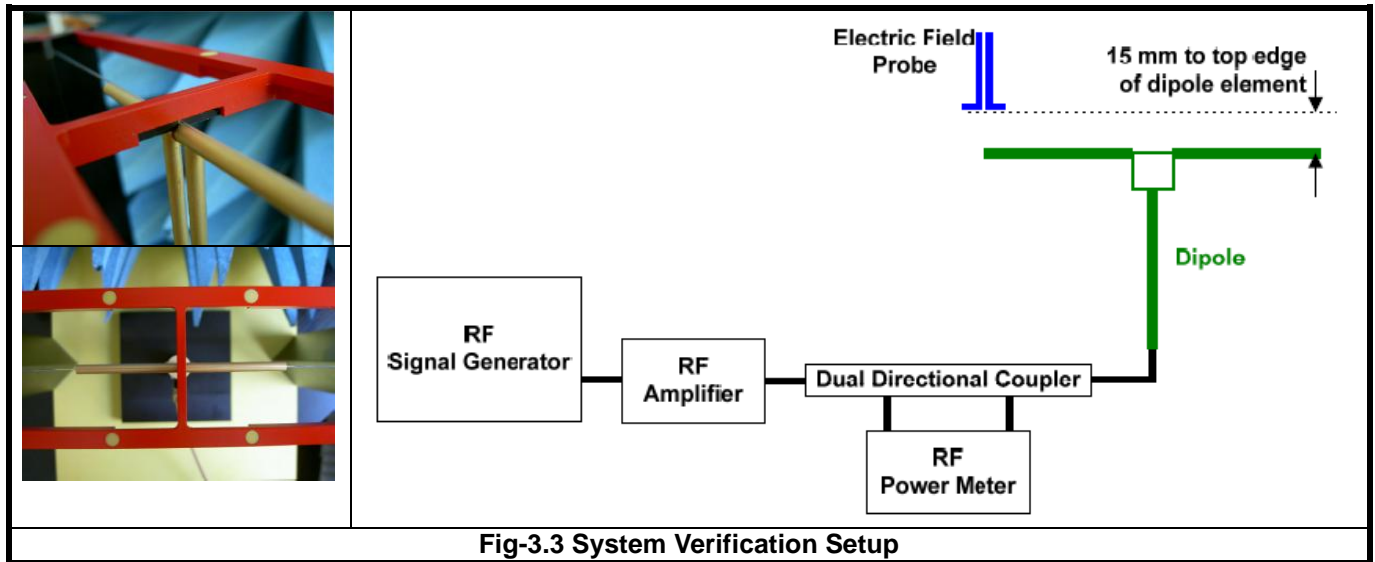 Electric Field
Probe
15 mm to top edge
of dipole element
Dipole
RF
Signal Generator
RF
Amplifier
Dual Directional Coupler
RF
Power Meter
Fig-3.3 System Verification Setup